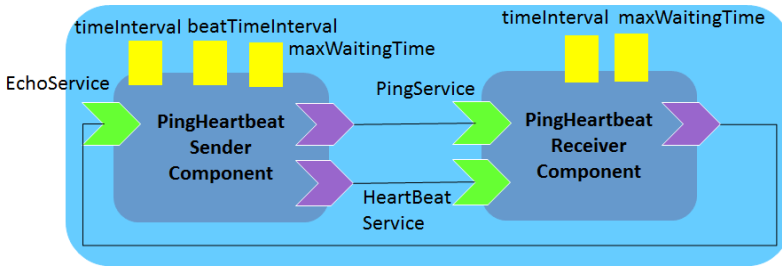 timeInterval beatTimeInterval
maxWaitingTime
timeInterval maxWaitingTime
EchoService
PingHeartbeat
Sender
Component
PingService
HeartBeat
Service
PingHeartbeat
Receiver
Component